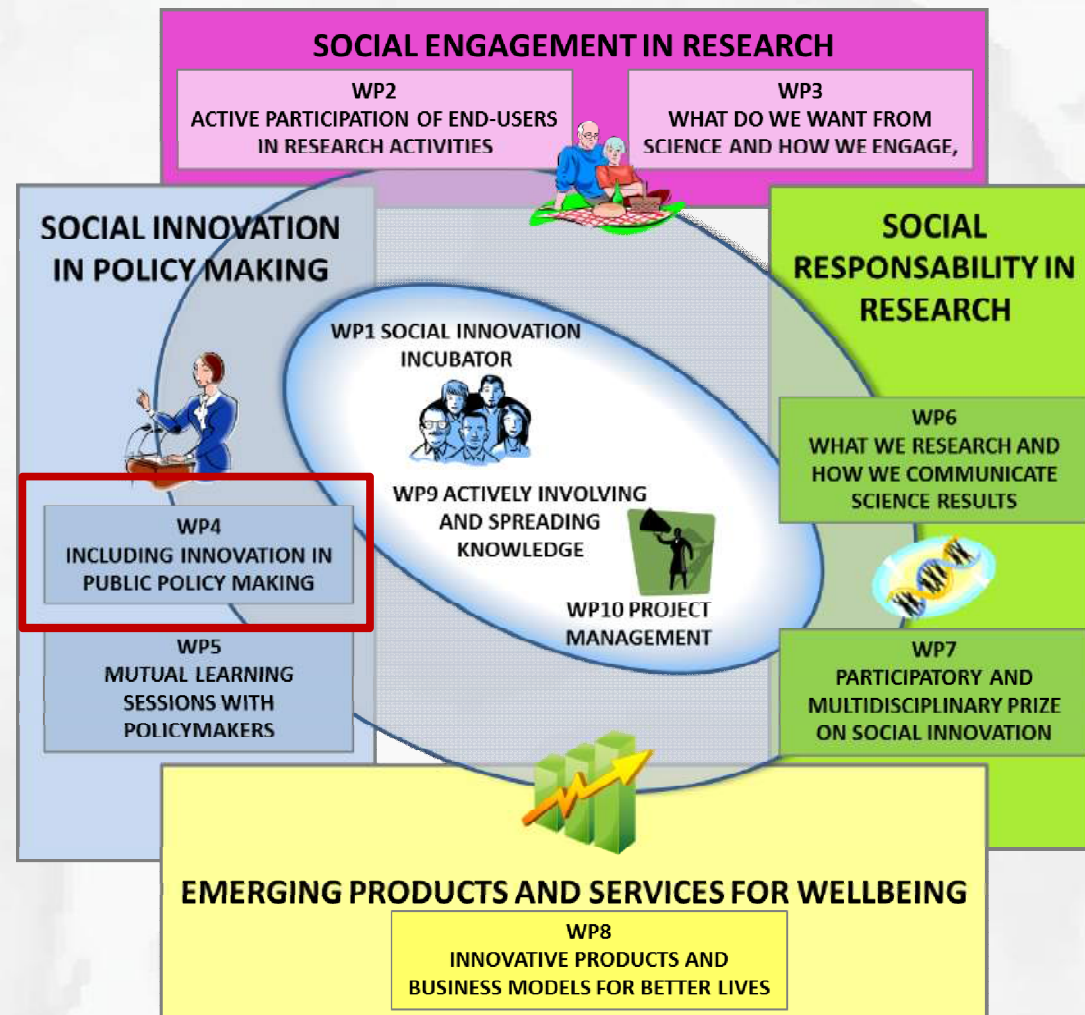 SOCIAL ENGAGEMENT IN RESEARCH
WP2
ACTIVE PARTICIPATION OF END-USERS
IN RESEARCH ACTIVITIES
WP3
WHAT DO WE WANT FROM
SCIENCE AND HOW WE ENGAGE,
SOCIAL INNOVATION
IN POLICY MAKING
WP4
INCLUDING INNOVATION IN
PUBLIC POLICY MAKING
WP5
MUTUAL LEARNING
SESSIONS WITH
POLICYMAKERS
WP1 SOCIAL INNOVATION
INCUBATOR
WP9 ACTIVELY INVOLVING
AND SPREADING
KNOWLEDGE
WP10 PROJECT
MANAGEMENT
SOCIAL
RESPONSABILITY IN
RESEARCH
WP6
WHAT WE RESEARCH AND
HOW WE COMMUNICATE
SCIENCE RESULTS
WP7
PARTICIPATORY AND
MULTIDISCIPLINARY PRIZE
ON SOCIAL INNOVATION
EMERGING PRODUCTS AND SERVICES FOR WELLBEING
WP8
INNOVATIVE PRODUCTS AND
BUSINESS MODELS FOR BETTER LIVES